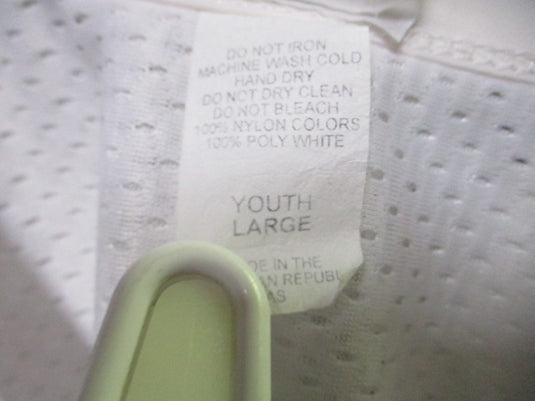 DO NOT IRON
MACHINE WASH COLD
HAND DRY
DO NOT DRY CLEAN
DO NOT BLEACH
100% NYLON COLORS
100% POLY WHITE
YOUTH
LARGE
IN THE